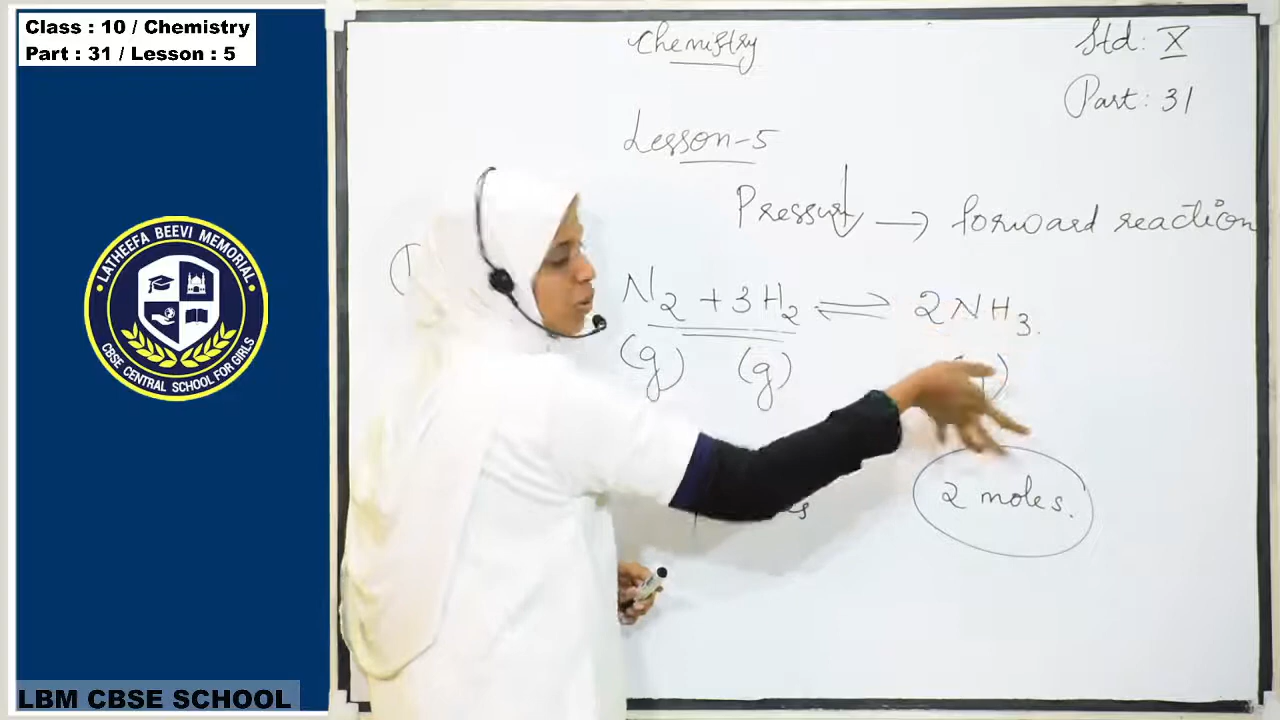 Class : 10 / Chemistry
Part : 31 / Lesson : 5
Chemistry
Std: X
Part: 31
Lesson-5
Pressure ↓ → forward reaction
N₂ + 3H₂ ⇌ 2NH₃.
(g) (g)
2 moles.
LATHEEFA BEEVI MEMORIAL
CBSE CENTRAL SCHOOL FOR GIRLS
LBM CBSE SCHOOL